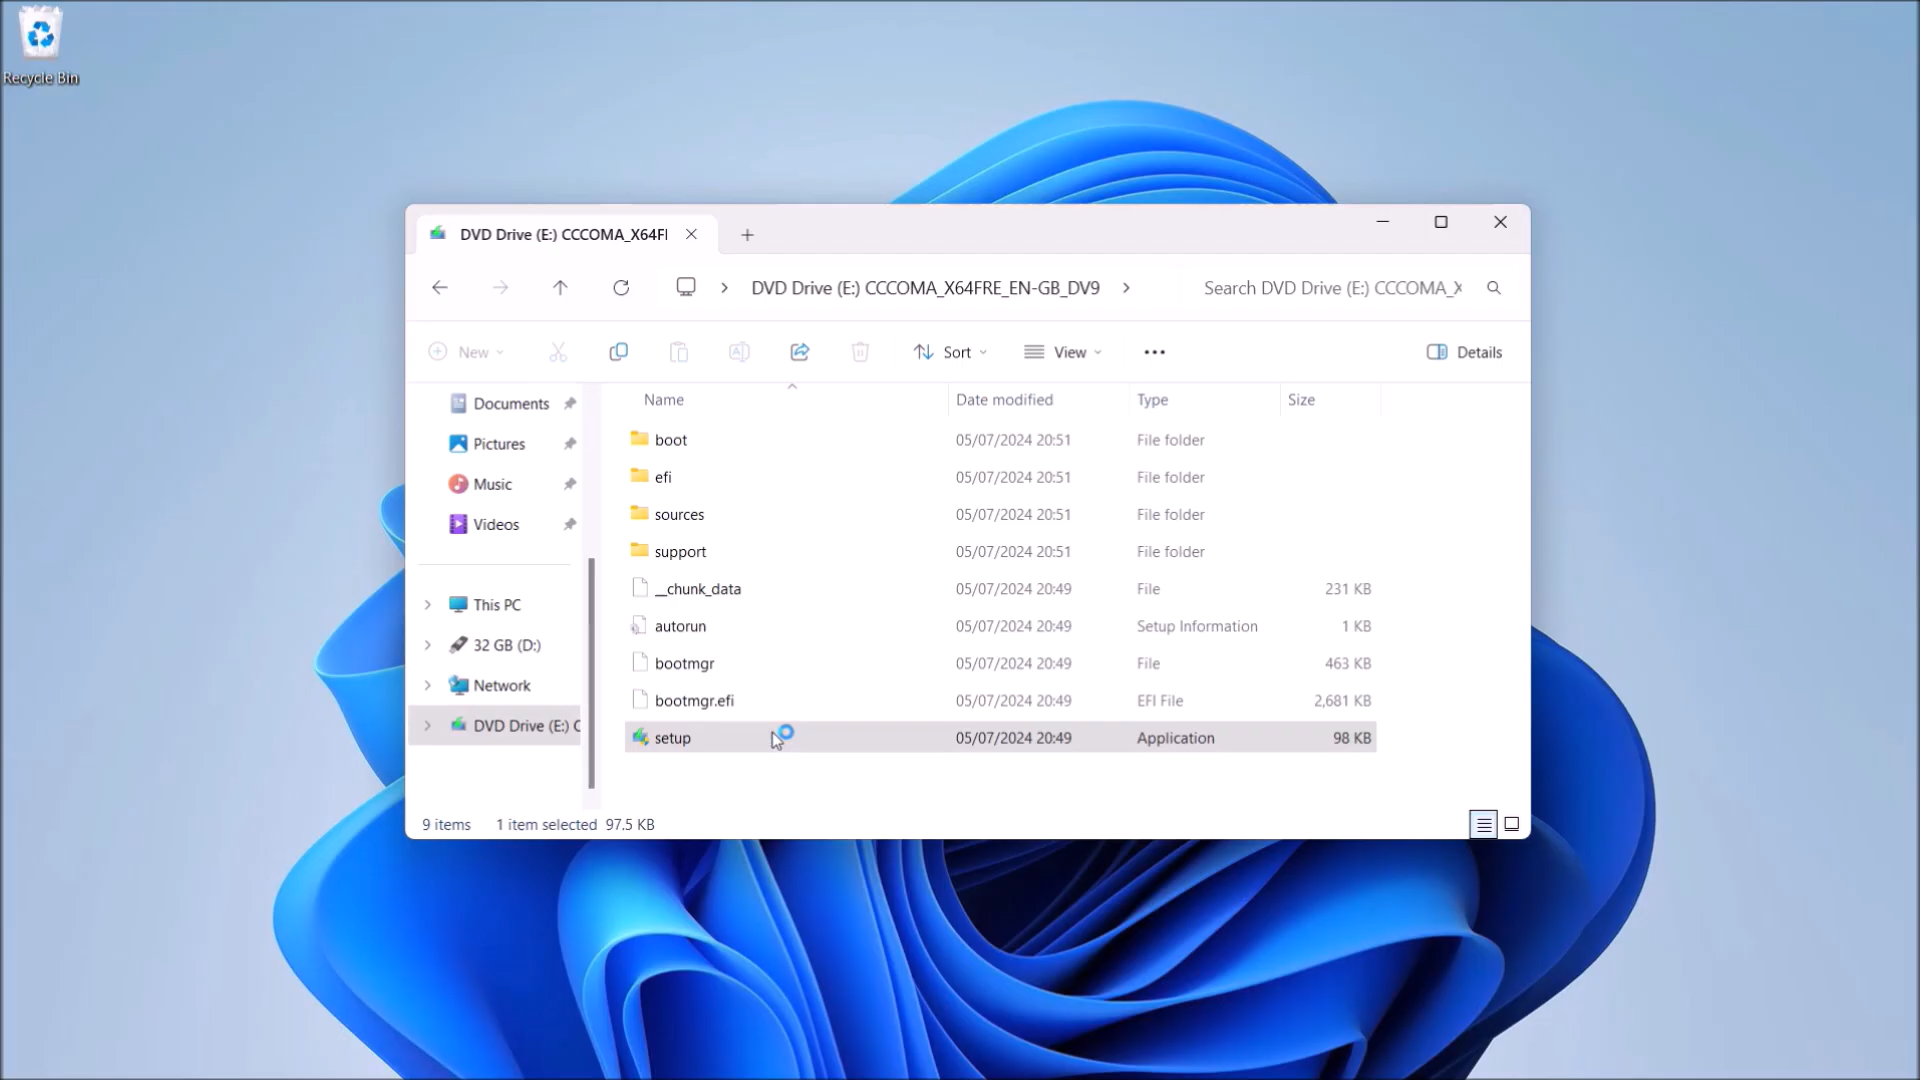 Recycle Bin
DVD Drive (E:) CCCOMA_X64FI
DVD Drive (E:) CCCOMA_X64FRE_EN-GB_DV9
Search DVD Drive (E:) CCCOMA_X
New
Sort
View
Details
Documents
Pictures
Music
Videos
This PC
32 GB (D:)
Network
DVD Drive (E:) C
Name Date modified Type Size
boot 05/07/2024 20:51 File folder
efi 05/07/2024 20:51 File folder
sources 05/07/2024 20:51 File folder
support 05/07/2024 20:51 File folder
__chunk_data 05/07/2024 20:49 File 231 KB
autorun 05/07/2024 20:49 Setup Information 1 KB
bootmgr 05/07/2024 20:49 File 463 KB
bootmgr.efi 05/07/2024 20:49 EFI File 2,681 KB
setup 05/07/2024 20:49 Application 98 KB
9 items 1 item selected 97.5 KB